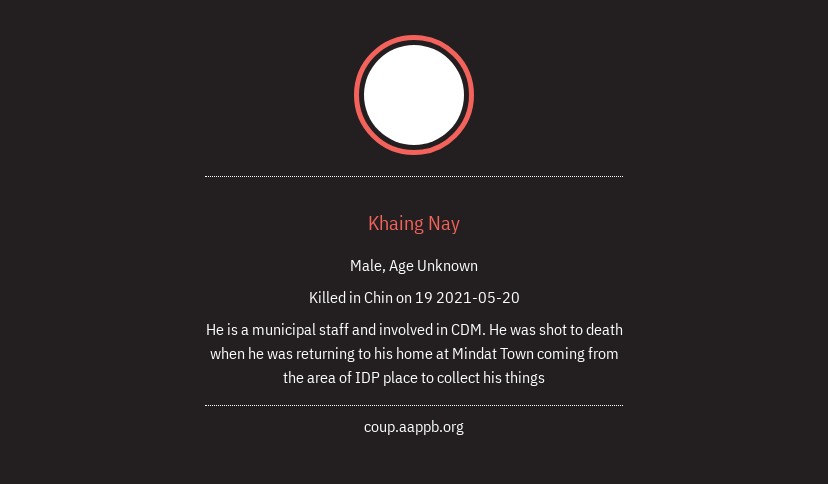 Khaing Nay
Male, Age Unknown
Killed in Chin on 19 2021-05-20
He is a municipal staff and involved in CDM. He was shot to death
when he was returning to his home at Mindat Town coming from
the area of IDP place to collect his things
coup.aappb.org